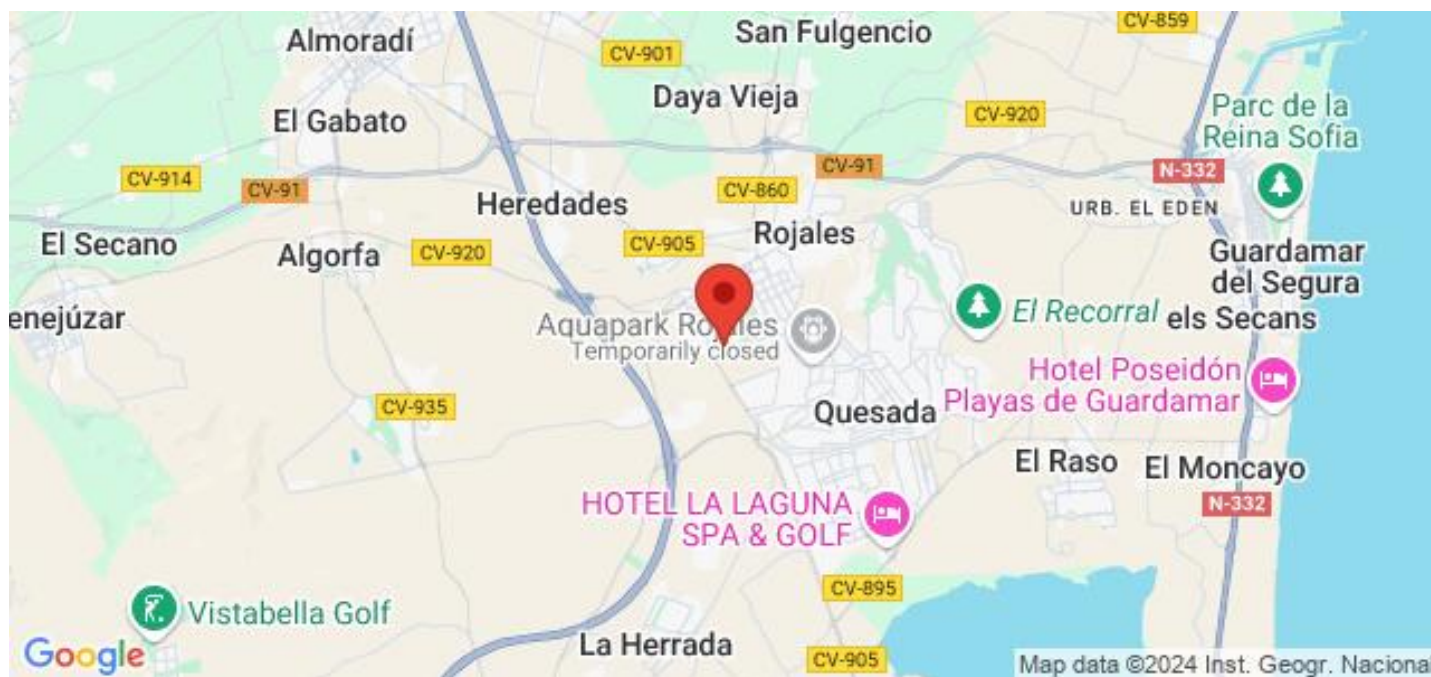 CV-859
San Fulgencio
Almoradí
CV-901
Daya Vieja
Parc de la
Reina Sofia
CV-920
El Gabato
CV-914
CV-91
CV-91
N-332
CV-860
Heredades
URB. EL EDEN
Rojales
El Secano
CV-905
Algorfa
CV-920
Guardamar
del Segura
enejúzar
El Recorral
els Secans
Aquapark Rojales
Temporarily closed
Hotel Poseidón
Playas de Guardamar
CV-935
Quesada
El Raso
El Moncayo
HOTEL LA LAGUNA
SPA & GOLF
N-332
CV-895
Vistabella Golf
La Herrada
Google
CV-905
Map data ©2024 Inst. Geogr. Nacional